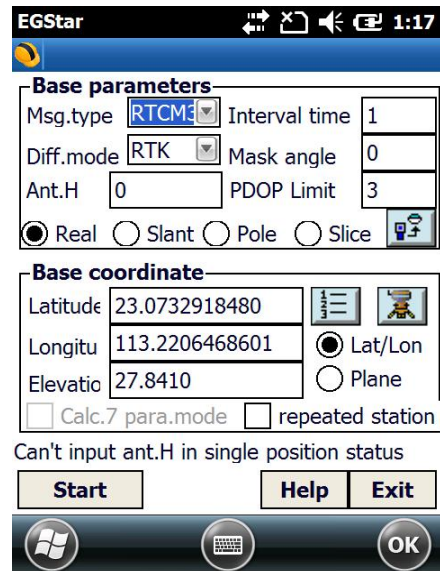 EGStar 1:17
Base parameters
Msg.type RTCM3 Interval time 1
Diff.mode RTK Mask angle 0
Ant.H 0 PDOP Limit 3
Real Slant Pole Slice
Base coordinate
Latitude 23.0732918480
Longitu 113.2206468601 Lat/Lon
Elevatio 27.8410 Plane
Calc.7 para.mode repeated station
Can't input ant.H in single position status
Start Help Exit
OK